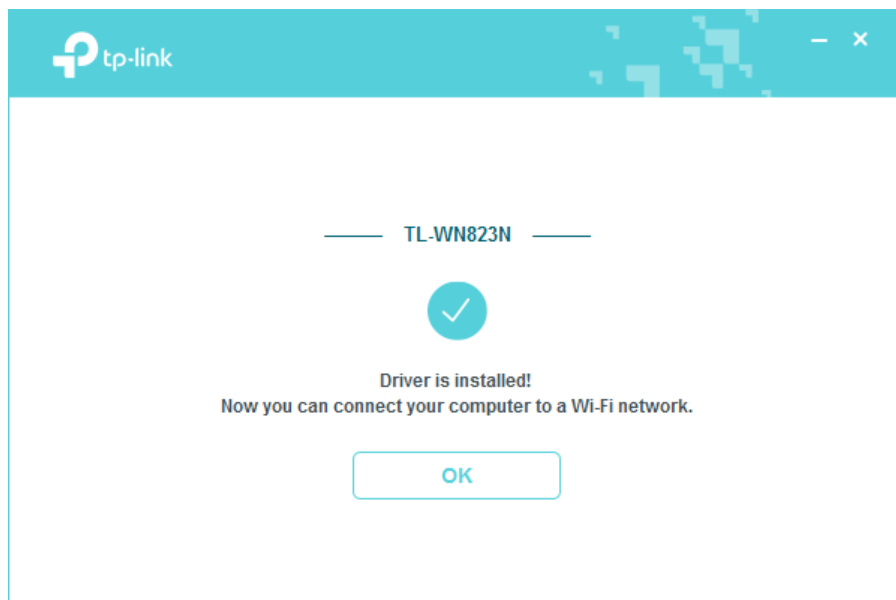 tp-link
TL-WN823N
Driver is installed!
Now you can connect your computer to a Wi-Fi network.
OK